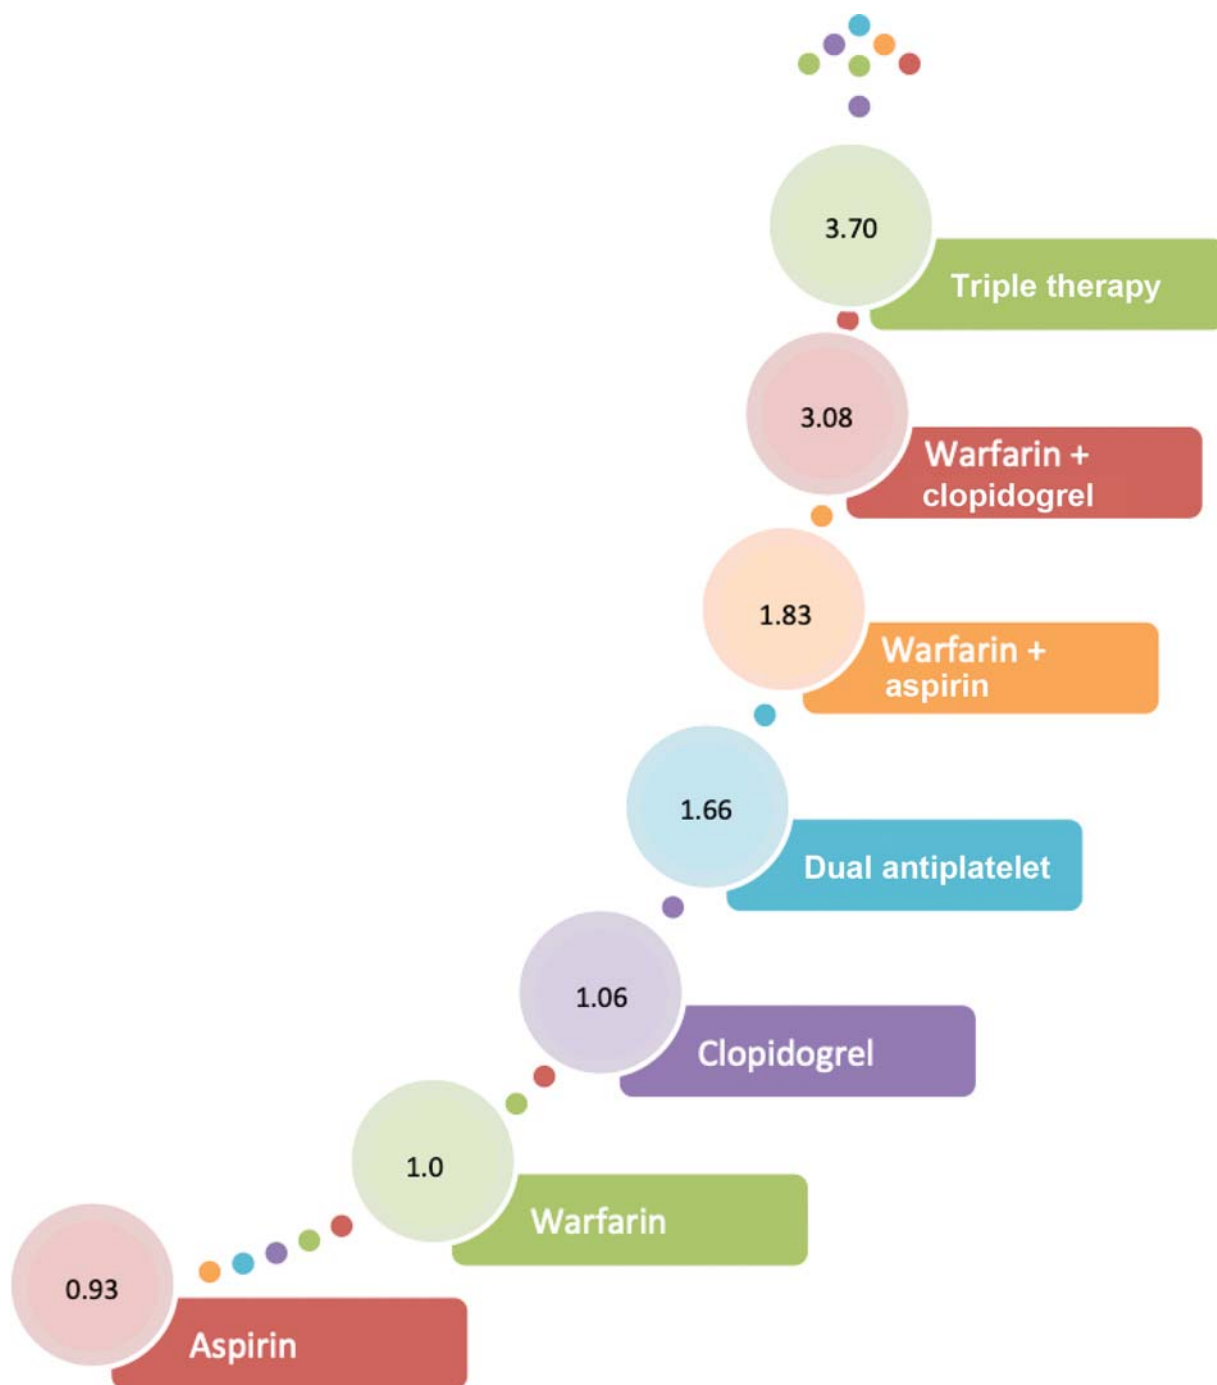 3.70
Triple therapy
3.08
Warfarin +
clopidogrel
1.83
Warfarin +
aspirin
1.66
Dual antiplatelet
1.06
Clopidogrel
1.0
Warfarin
0.93
Aspirin